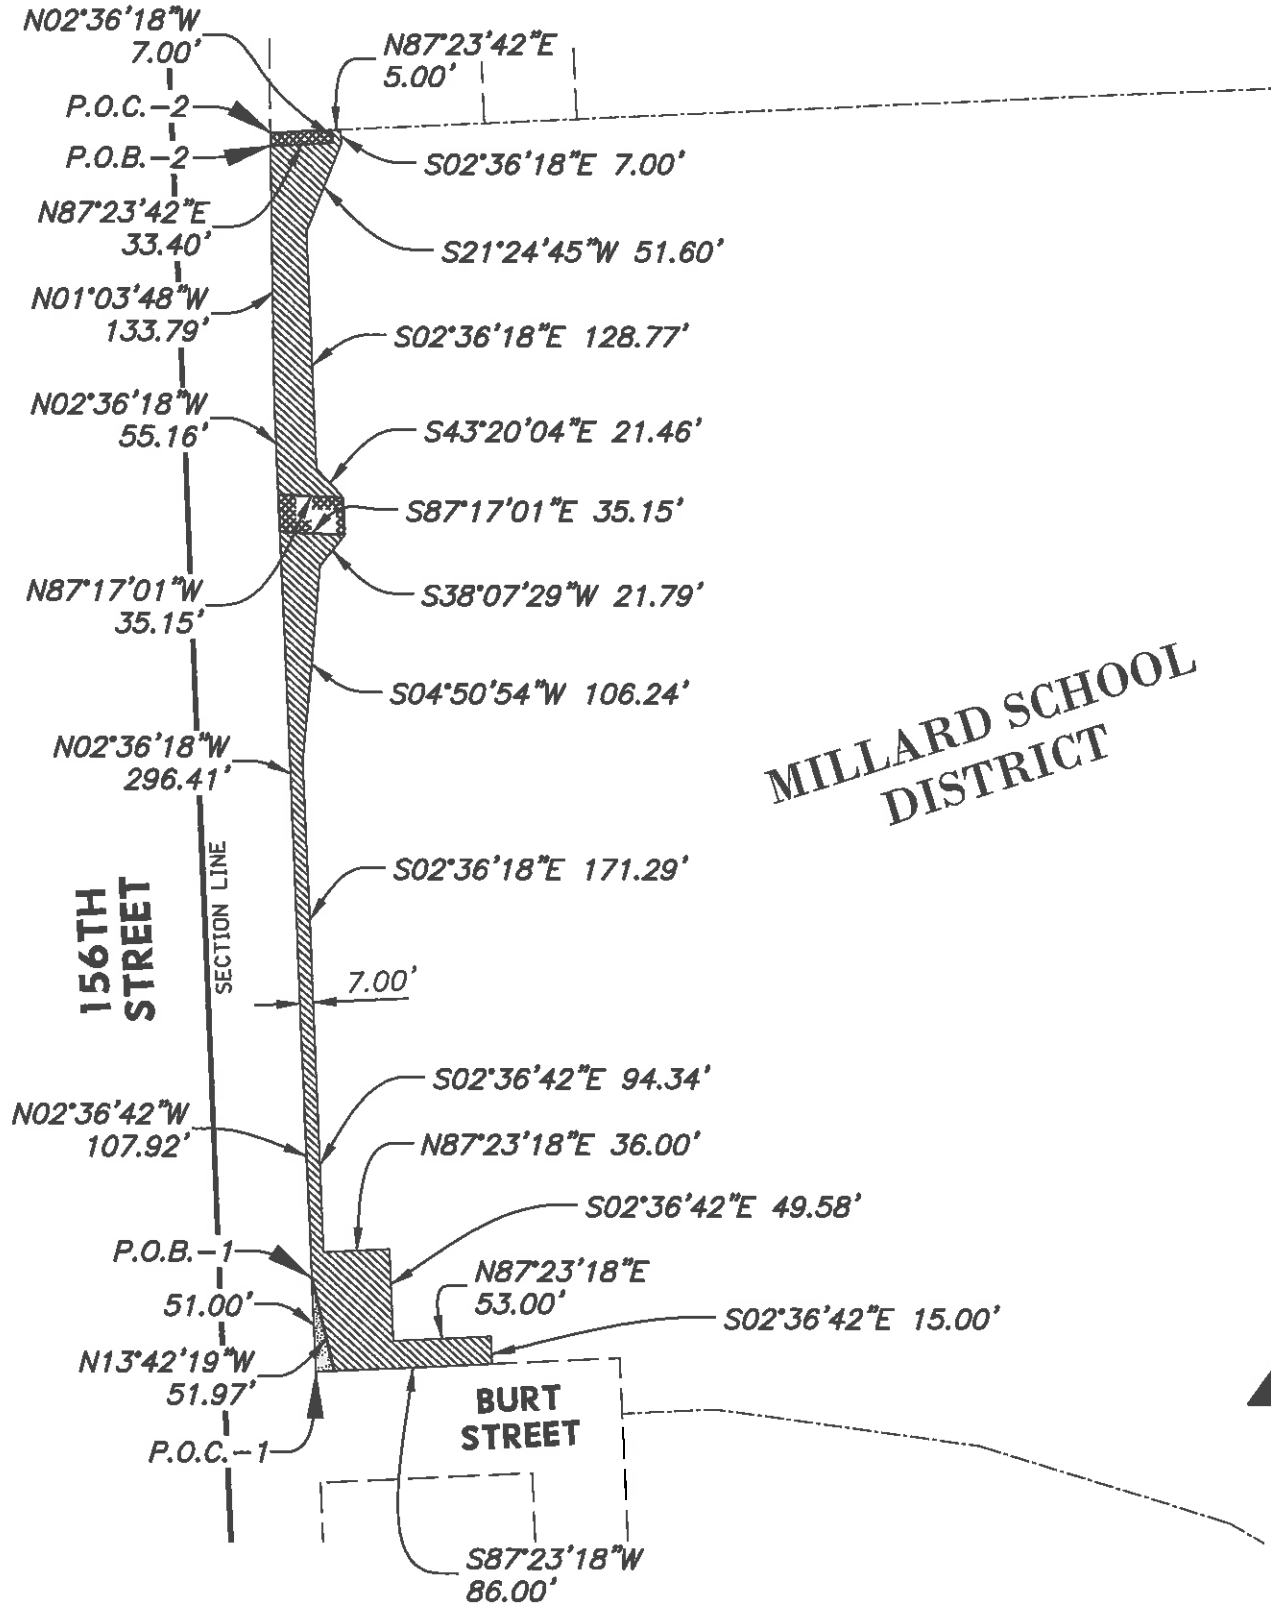 N02°36'18"W
7.00'
N87°23'42"E
5.00'
P.O.C.-2
P.O.B.-2
S02°36'18"E 7.00'
N87°23'42"E
33.40'
S21°24'45"W 51.60'
N01°03'48"W
133.79'
S02°36'18"E 128.77'
N02°36'18"W
55.16'
S43°20'04"E 21.46'
S87°17'01"E 35.15'
N87°17'01"W
35.15'
S38°07'29"W 21.79'
S04°50'54"W 106.24'
MILLARD SCHOOL
DISTRICT
N02°36'18"W
296.41'
S02°36'18"E 171.29'
156TH
STREET
SECTION LINE
7.00'
S02°36'42"E 94.34'
N02°36'42"W
107.92'
N87°23'18"E 36.00'
S02°36'42"E 49.58'
P.O.B.-1
N87°23'18"E
53.00'
51.00'
S02°36'42"E 15.00'
N13°42'19"W
51.97'
BURT
STREET
P.O.C.-1
S87°23'18"W
86.00'